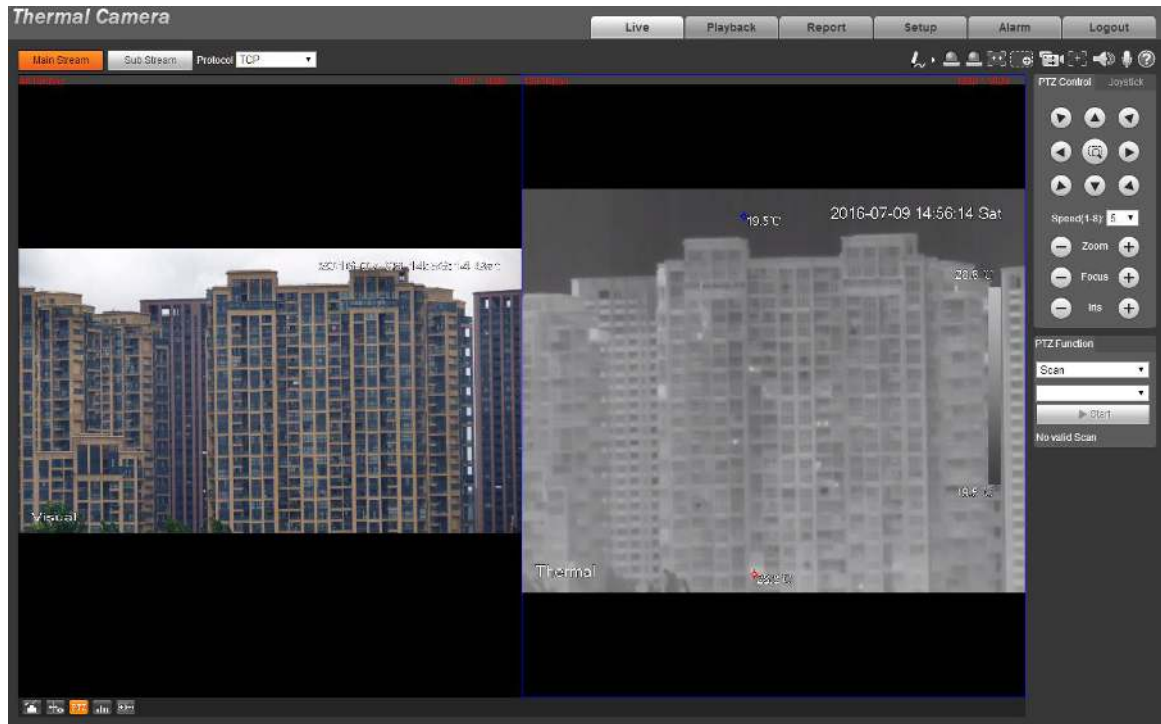 Thermal Camera
Live
Playback
Report
Setup
Alarm
Logout
Main Stream
Sub Stream
Protocol TCP
PTZ Control
Joystick
Speed(1-8): 5
Zoom
Focus
Iris
PTZ Function
Scan
Start
No valid Scan
Visual
19.5℃
2016-07-09 14:56:14 Sat
Thermal
PTZ